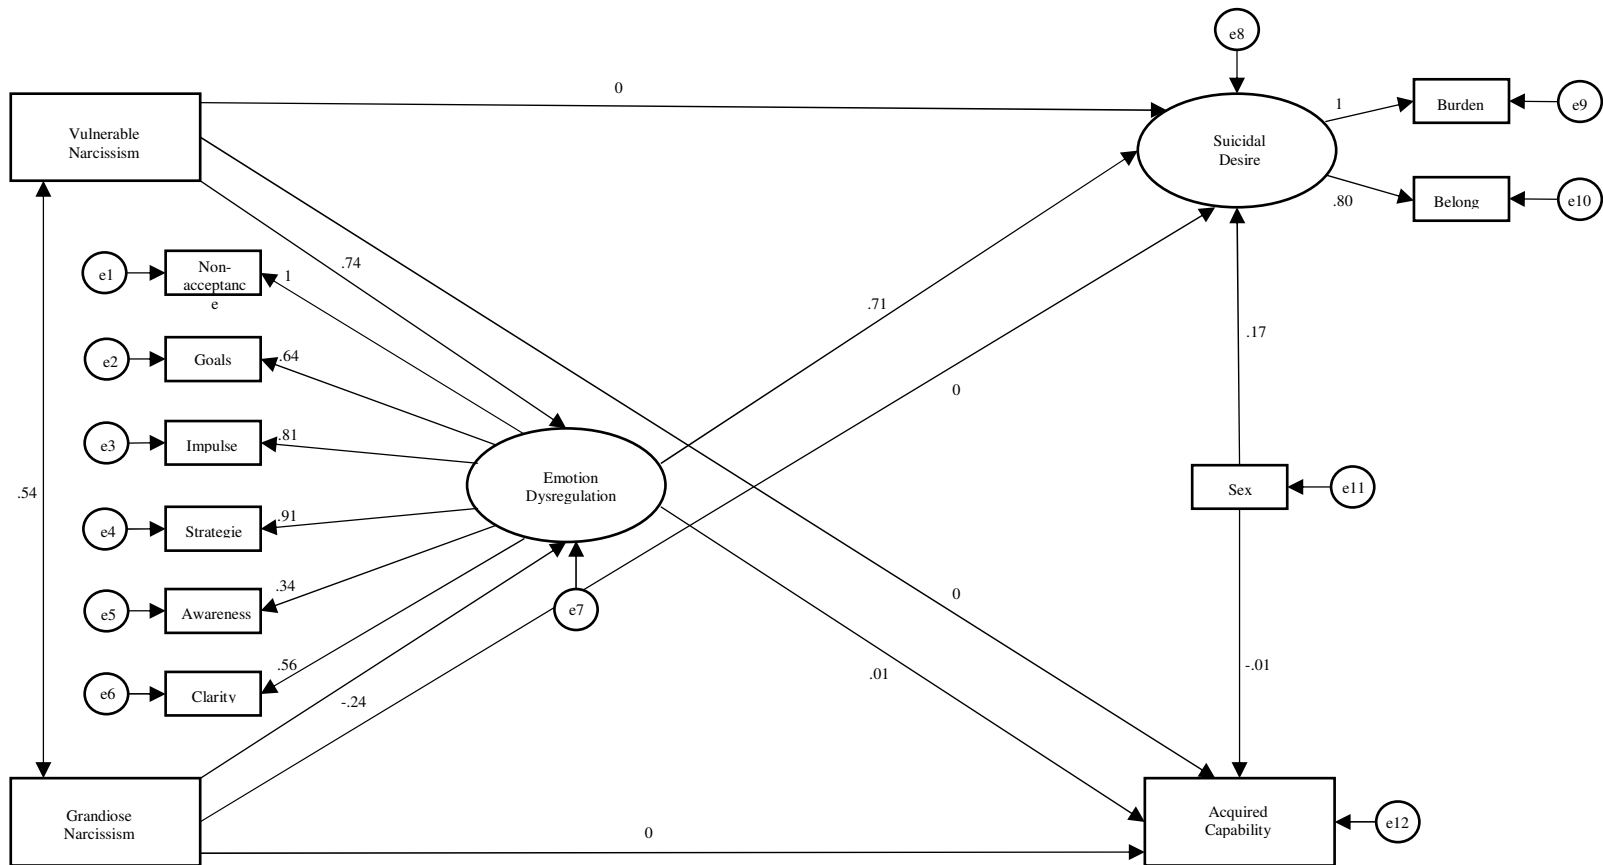 e8
0
Vulnerable
Narcissism
Suicidal
Desire
1
Burden
e9
.80
Belong
e10
.74
e1
Non-
acceptanc
e
1
.71
.17
e2
Goals
.64
0
e3
Impulse
.81
.54
Emotion
Dysregulation
Sex
e11
e4
Strategie
.91
e5
Awareness
.34
e7
0
e6
Clarity
.56
-.24
.01
-.01
Grandiose
Narcissism
0
Acquired
Capability
e12